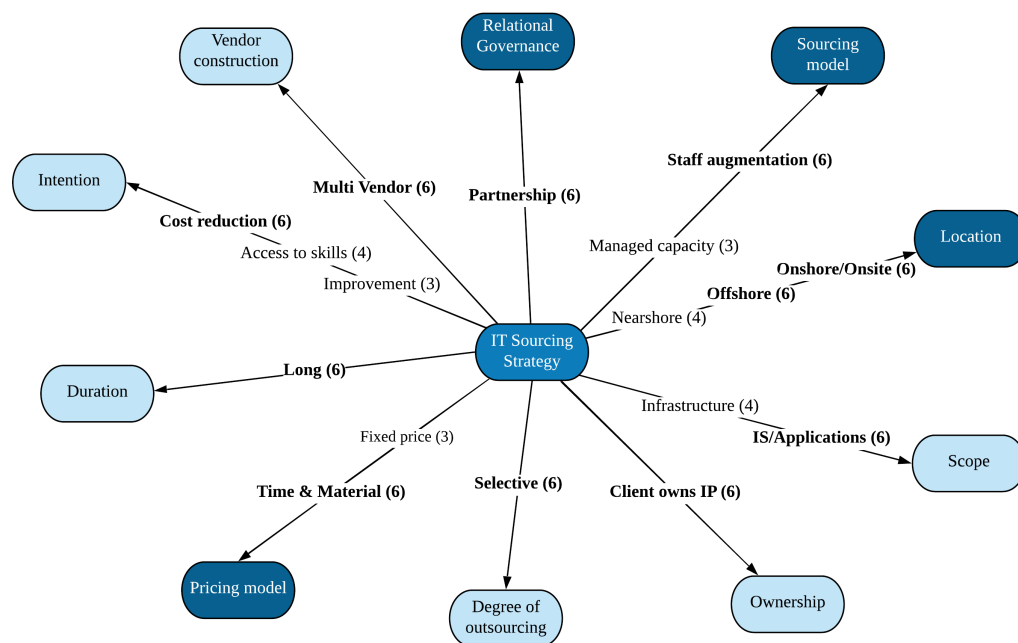 Relational
Governance
Vendor
construction
Sourcing
model
Staff augmentation (6)
Intention
Multi Vendor (6)
Partnership (6)
Cost reduction (6)
Location
Managed capacity (3)
Access to skills (4)
Onshore/Onsite (6)
Improvement (3)
Offshore (6)
Nearshore (4)
IT Sourcing
Strategy
Long (6)
Duration
Infrastructure (4)
Fixed price (3)
IS/Applications (6)
Scope
Selective (6)
Time & Material (6)
Client owns IP (6)
Pricing model
Degree of
outsourcing
Ownership